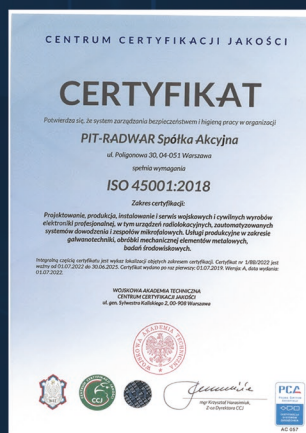 CENTRUM CERTYFIKACJI JAKOŚCI
CERTYFIKAT
Potwierdza się, że system zarządzania bezpieczeństwem i higieną pracy w organizacji
PIT-RADWAR Spółka Akcyjna
ul. Poligonowa 30, 04-051 Warszawa
spełnia wymagania
ISO 45001:2018
Zakres certyfikacji:
Projektowanie, produkcja, instalowanie i serwis wojskowych i cywilnych wyrobów
elektroniki profesjonalnej, w tym urządzeń radiolokacyjnych, zautomatyzowanych
systemów dowodzenia i zespołów mikrofalowych. Usługi produkcyjne w zakresie
galwanotechniki, obróbki mechanicznej elementów metalowych,
badań środowiskowych.
Integralną częścią certyfikatu jest wykaz lokalizacji objętych zakresem certyfikacji. Certyfikat nr 1/BB/2022 jest
ważny od 01.07.2022 do 30.06.2025. Certyfikat wydano po raz pierwszy: 01.07.2019. Wersja: A, data wydania:
01.07.2022.
WOJSKOWA AKADEMIA TECHNICZNA
CENTRUM CERTYFIKACJI JAKOŚCI
ul. gen. Sylwestra Kaliskiego 2, 00-908 Warszawa
WOJSKOWA AKADEMIA TECHNICZNA
CCJ
mgr Krzysztof Harasimiuk
Z-ca Dyrektora CCJ
PCA
AC 057